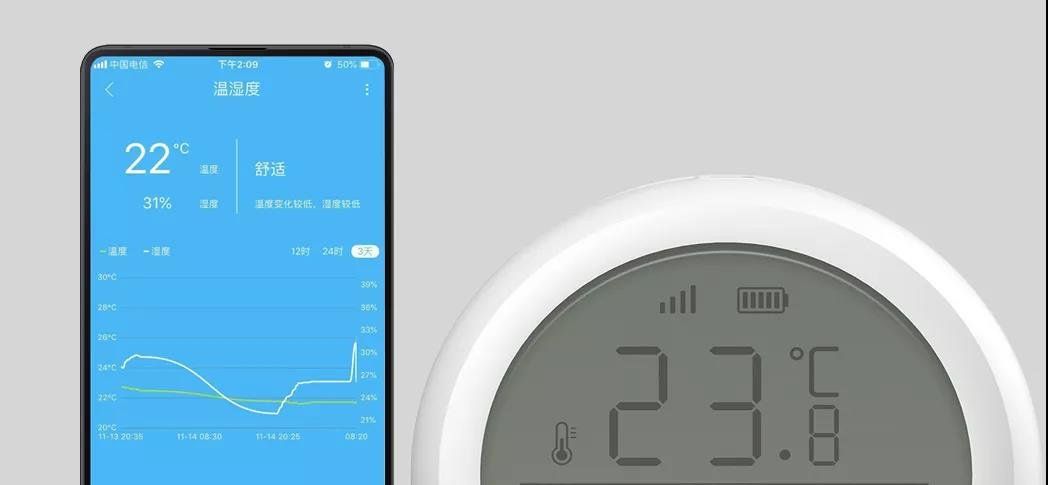 中国电信 下午2:09 50%
温湿度
22°C 温度 舒适
31% 湿度 温度变化较低、湿度较低
温度 湿度 12时 24时 3天
30°C
39%
28°C
36%
33%
26°C
30%
24°C
27%
22°C
24%
21%
20°C
11-13 20:35 11-14 08:30 11-14 20:25 08:20
23.8°C